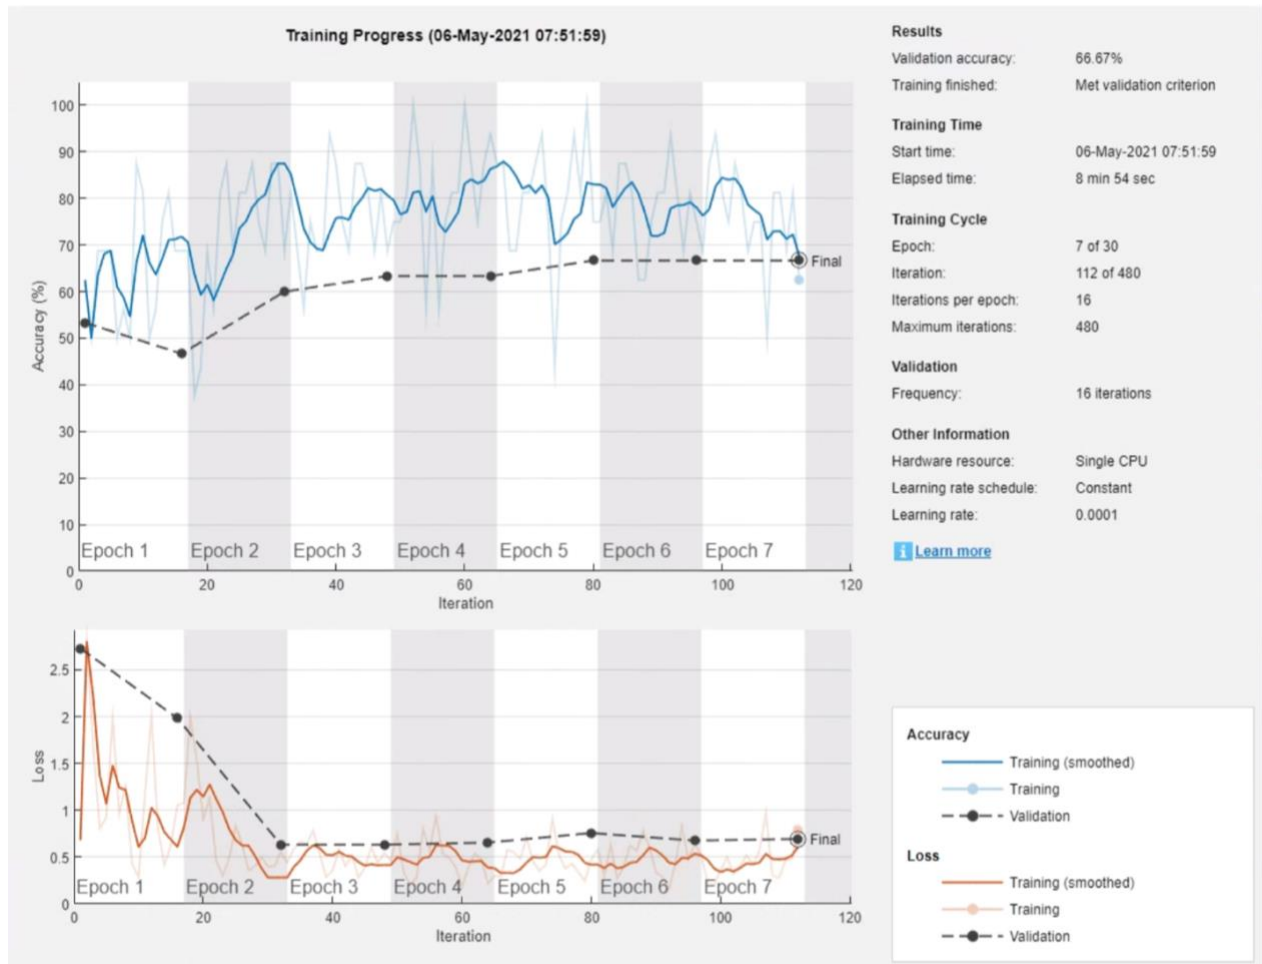 Training Progress (06-May-2021 07:51:59)
100
90
80
70
60
50
40
30
20
10
0
Accuracy (%)
Final
Epoch 1 Epoch 2 Epoch 3 Epoch 4 Epoch 5 Epoch 6 Epoch 7
0 20 40 60 80 100 120
Iteration
2.5
2
1.5
1
0.5
0
Loss
Final
Epoch 1 Epoch 2 Epoch 3 Epoch 4 Epoch 5 Epoch 6 Epoch 7
0 20 40 60 80 100 120
Iteration
Results
Validation accuracy: 66.67%
Training finished: Met validation criterion
Training Time
Start time: 06-May-2021 07:51:59
Elapsed time: 8 min 54 sec
Training Cycle
Epoch: 7 of 30
Iteration: 112 of 480
Iterations per epoch: 16
Maximum iterations: 480
Validation
Frequency: 16 iterations
Other Information
Hardware resource: Single CPU
Learning rate schedule: Constant
Learning rate: 0.0001
i Learn more
Accuracy
Training (smoothed)
Training
Validation
Loss
Training (smoothed)
Training
Validation